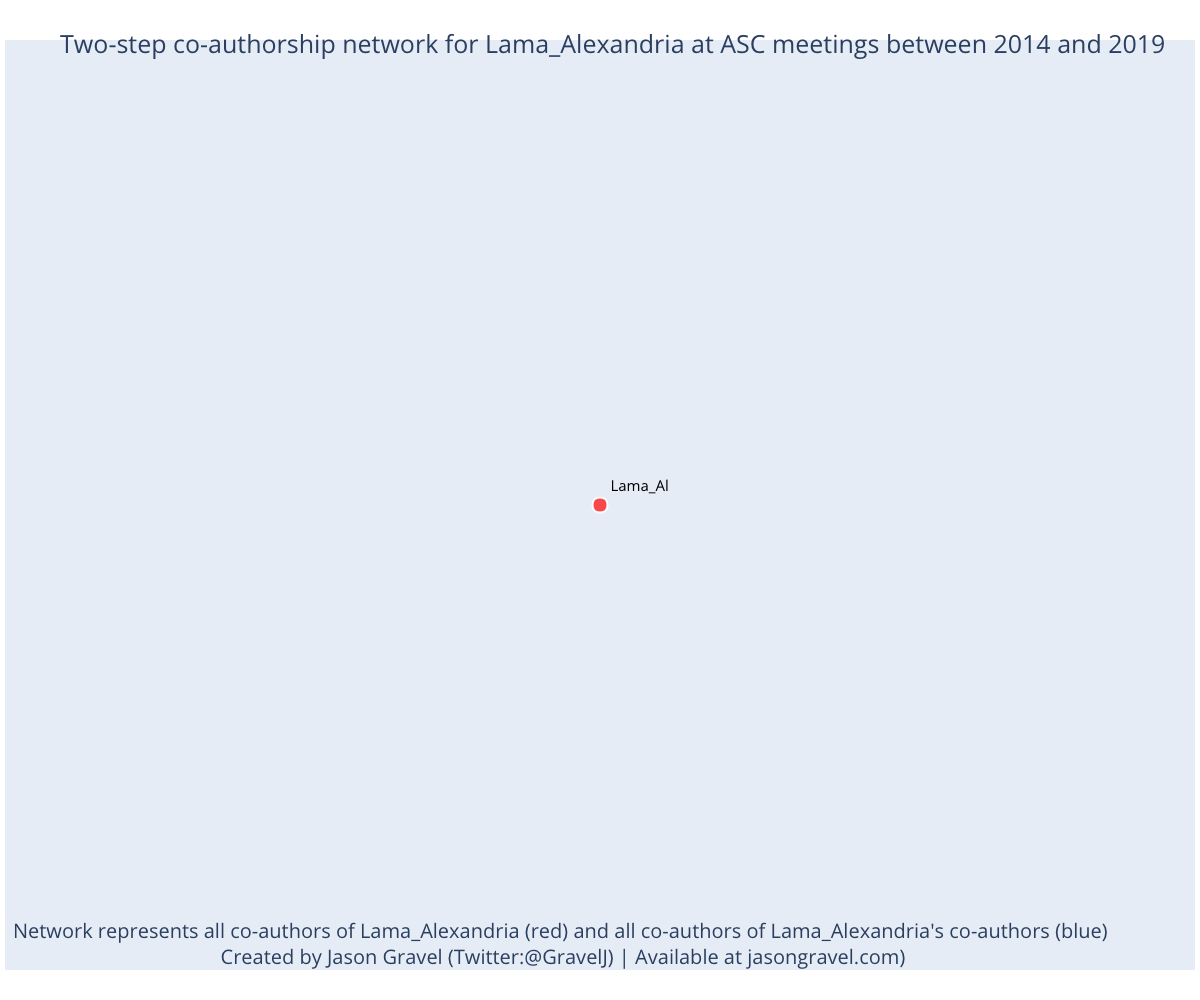 Two-step co-authorship network for Lama_Alexandria at ASC meetings between 2014 and 2019
Lama_Al
Network represents all co-authors of Lama_Alexandria (red) and all co-authors of Lama_Alexandria's co-authors (blue)
Created by Jason Gravel (Twitter:@GravelJ) | Available at jasongravel.com)